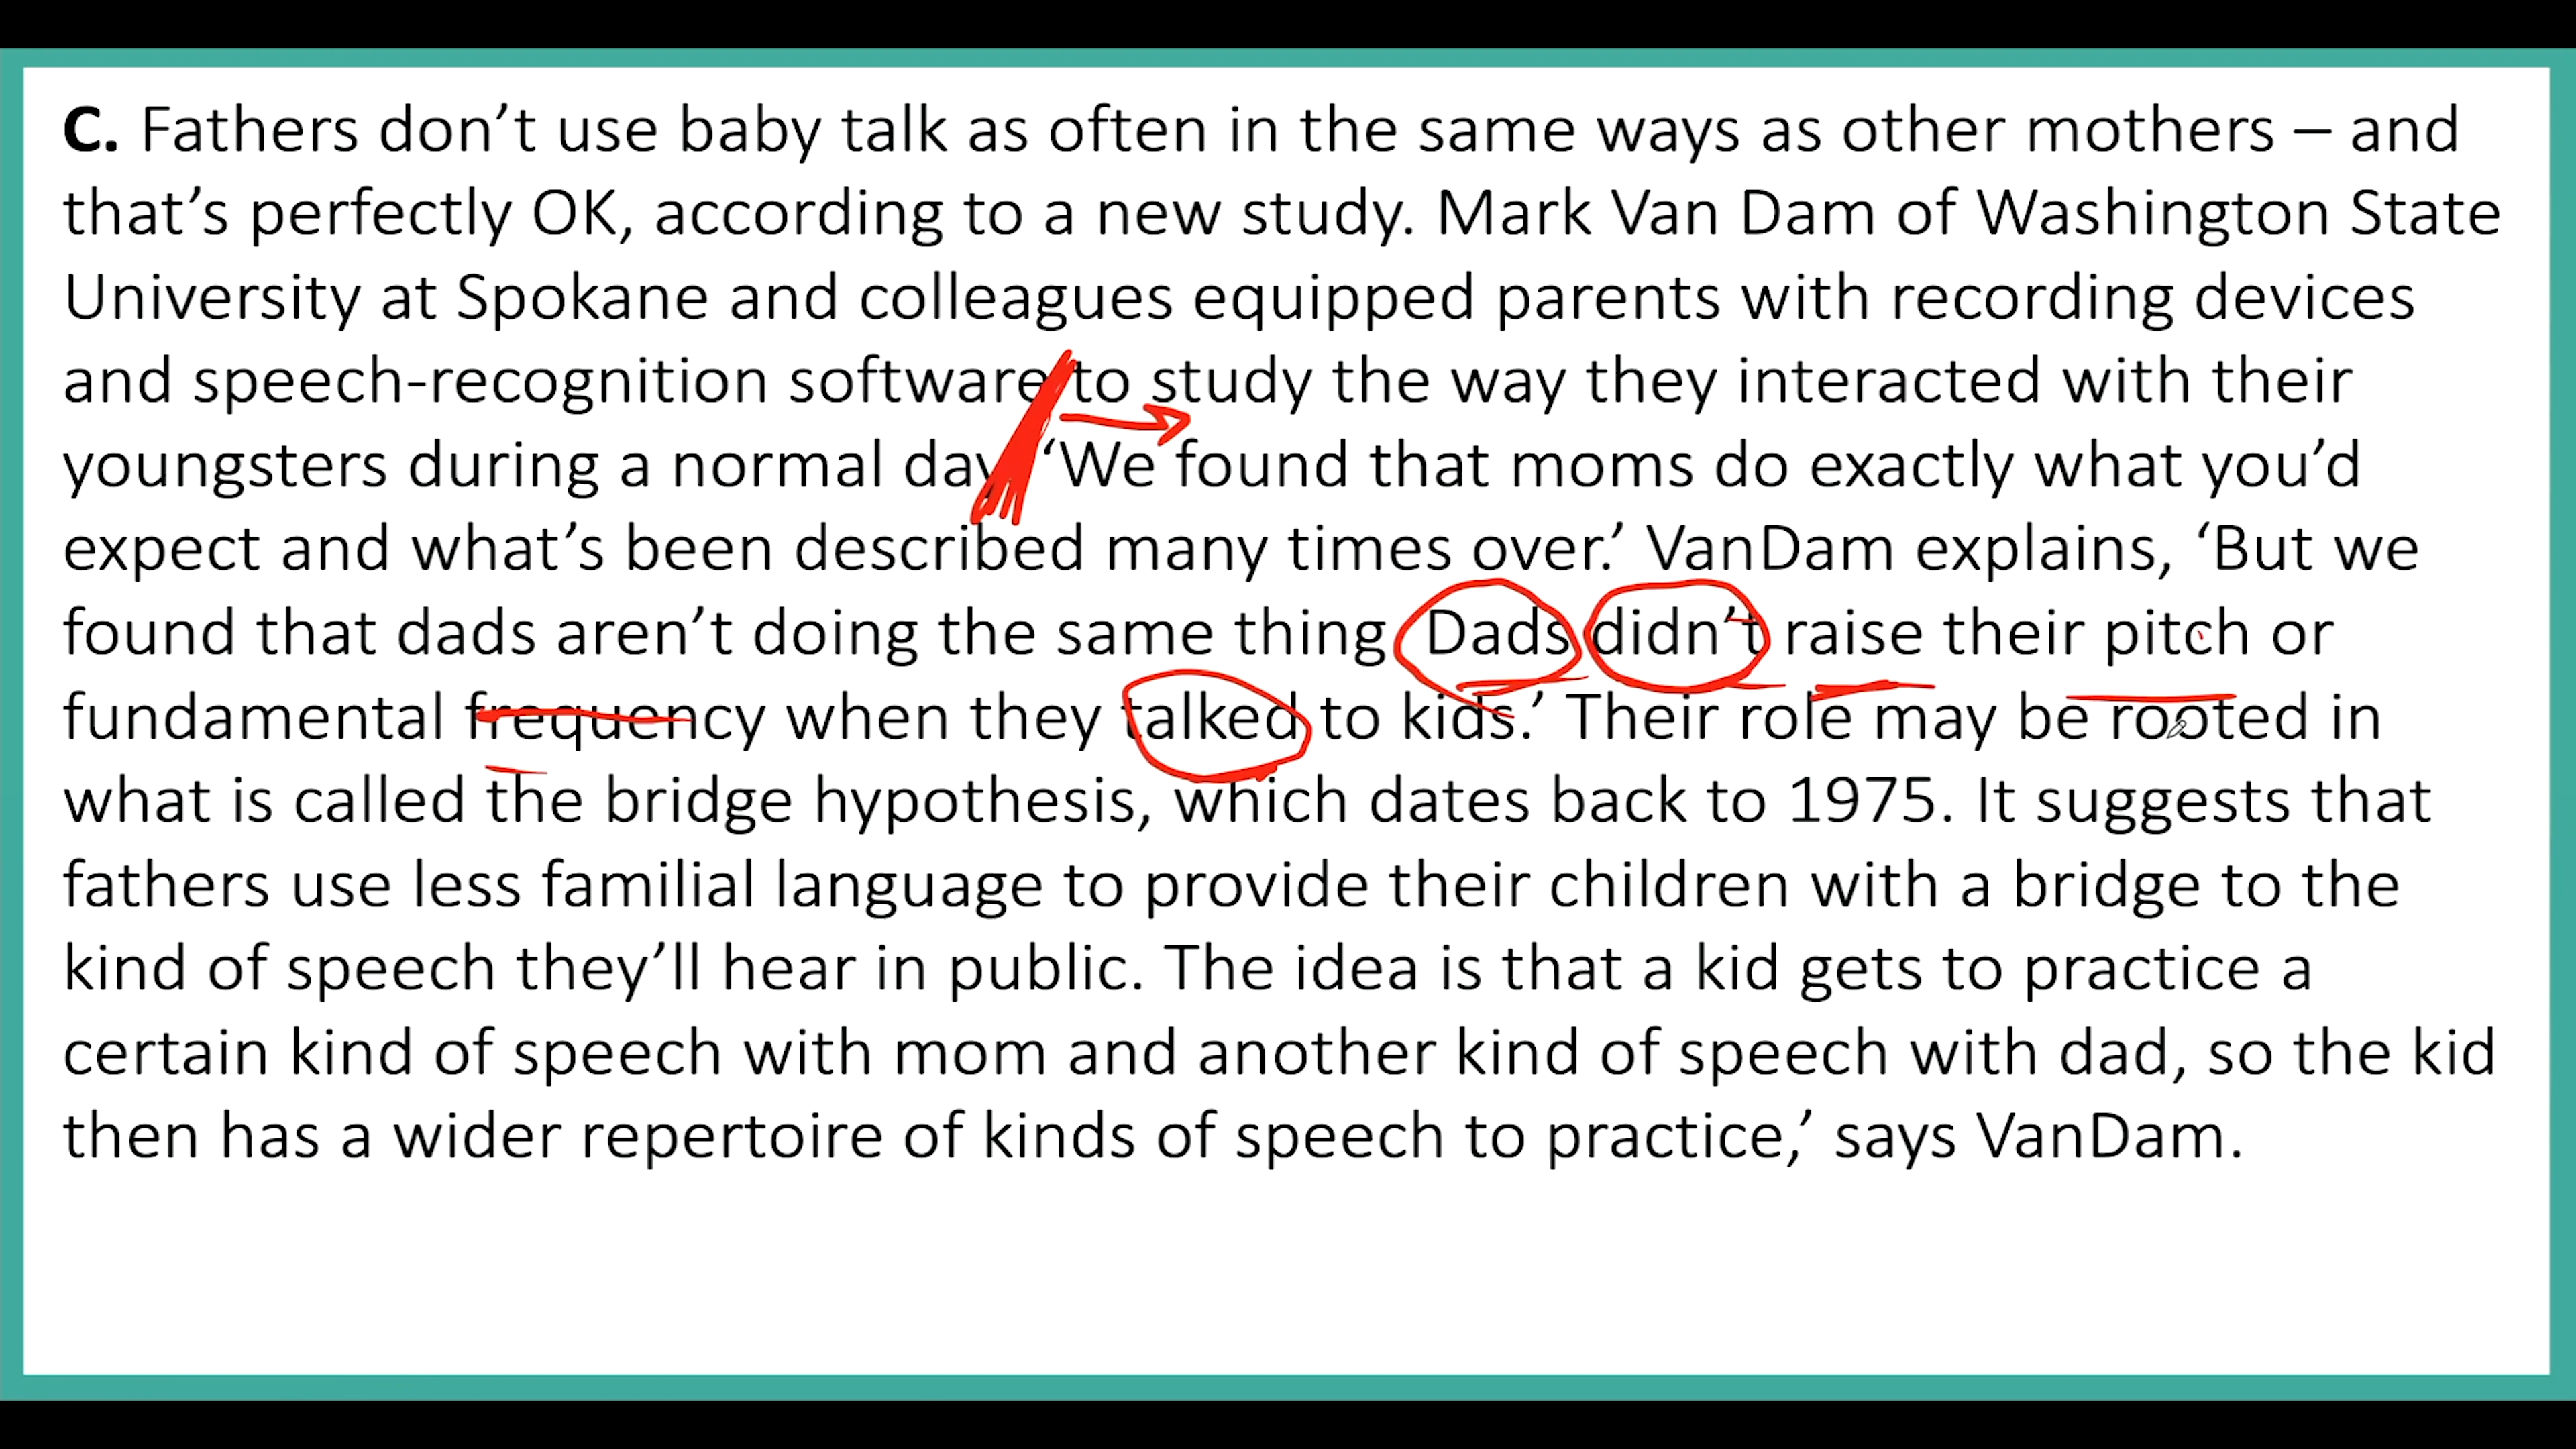 C. Fathers don’t use baby talk as often in the same ways as other mothers – and
that’s perfectly OK, according to a new study. Mark Van Dam of Washington State
University at Spokane and colleagues equipped parents with recording devices
and speech-recognition software to study the way they interacted with their
youngsters during a normal day ‘We found that moms do exactly what you’d
expect and what’s been described many times over.’ VanDam explains, ‘But we
found that dads aren’t doing the same thing Dads didn’t raise their pitch or
fundamental frequency when they talked to kids.’ Their role may be rooted in
what is called the bridge hypothesis, which dates back to 1975. It suggests that
fathers use less familial language to provide their children with a bridge to the
kind of speech they’ll hear in public. The idea is that a kid gets to practice a
certain kind of speech with mom and another kind of speech with dad, so the kid
then has a wider repertoire of kinds of speech to practice,’ says VanDam.